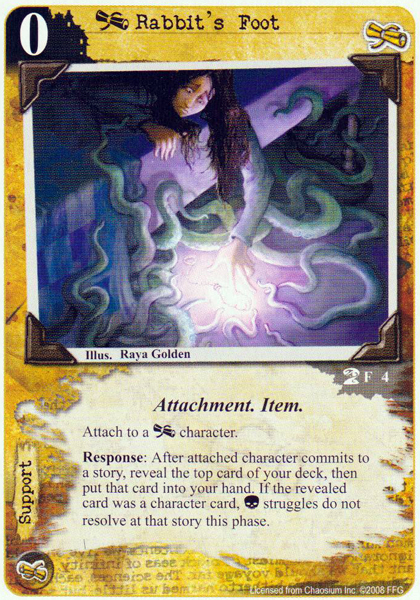 0
Rabbit's Foot
Illus. Raya Golden
F 4
Attachment. Item.
Attach to a character.
Response: After attached character commits to
a story, reveal the top card of your deck, then
put that card into your hand. If the revealed
card was a character card, struggles do not
resolve at that story this phase.
Support
Licensed from Chaosium Inc. ©2008 FFG